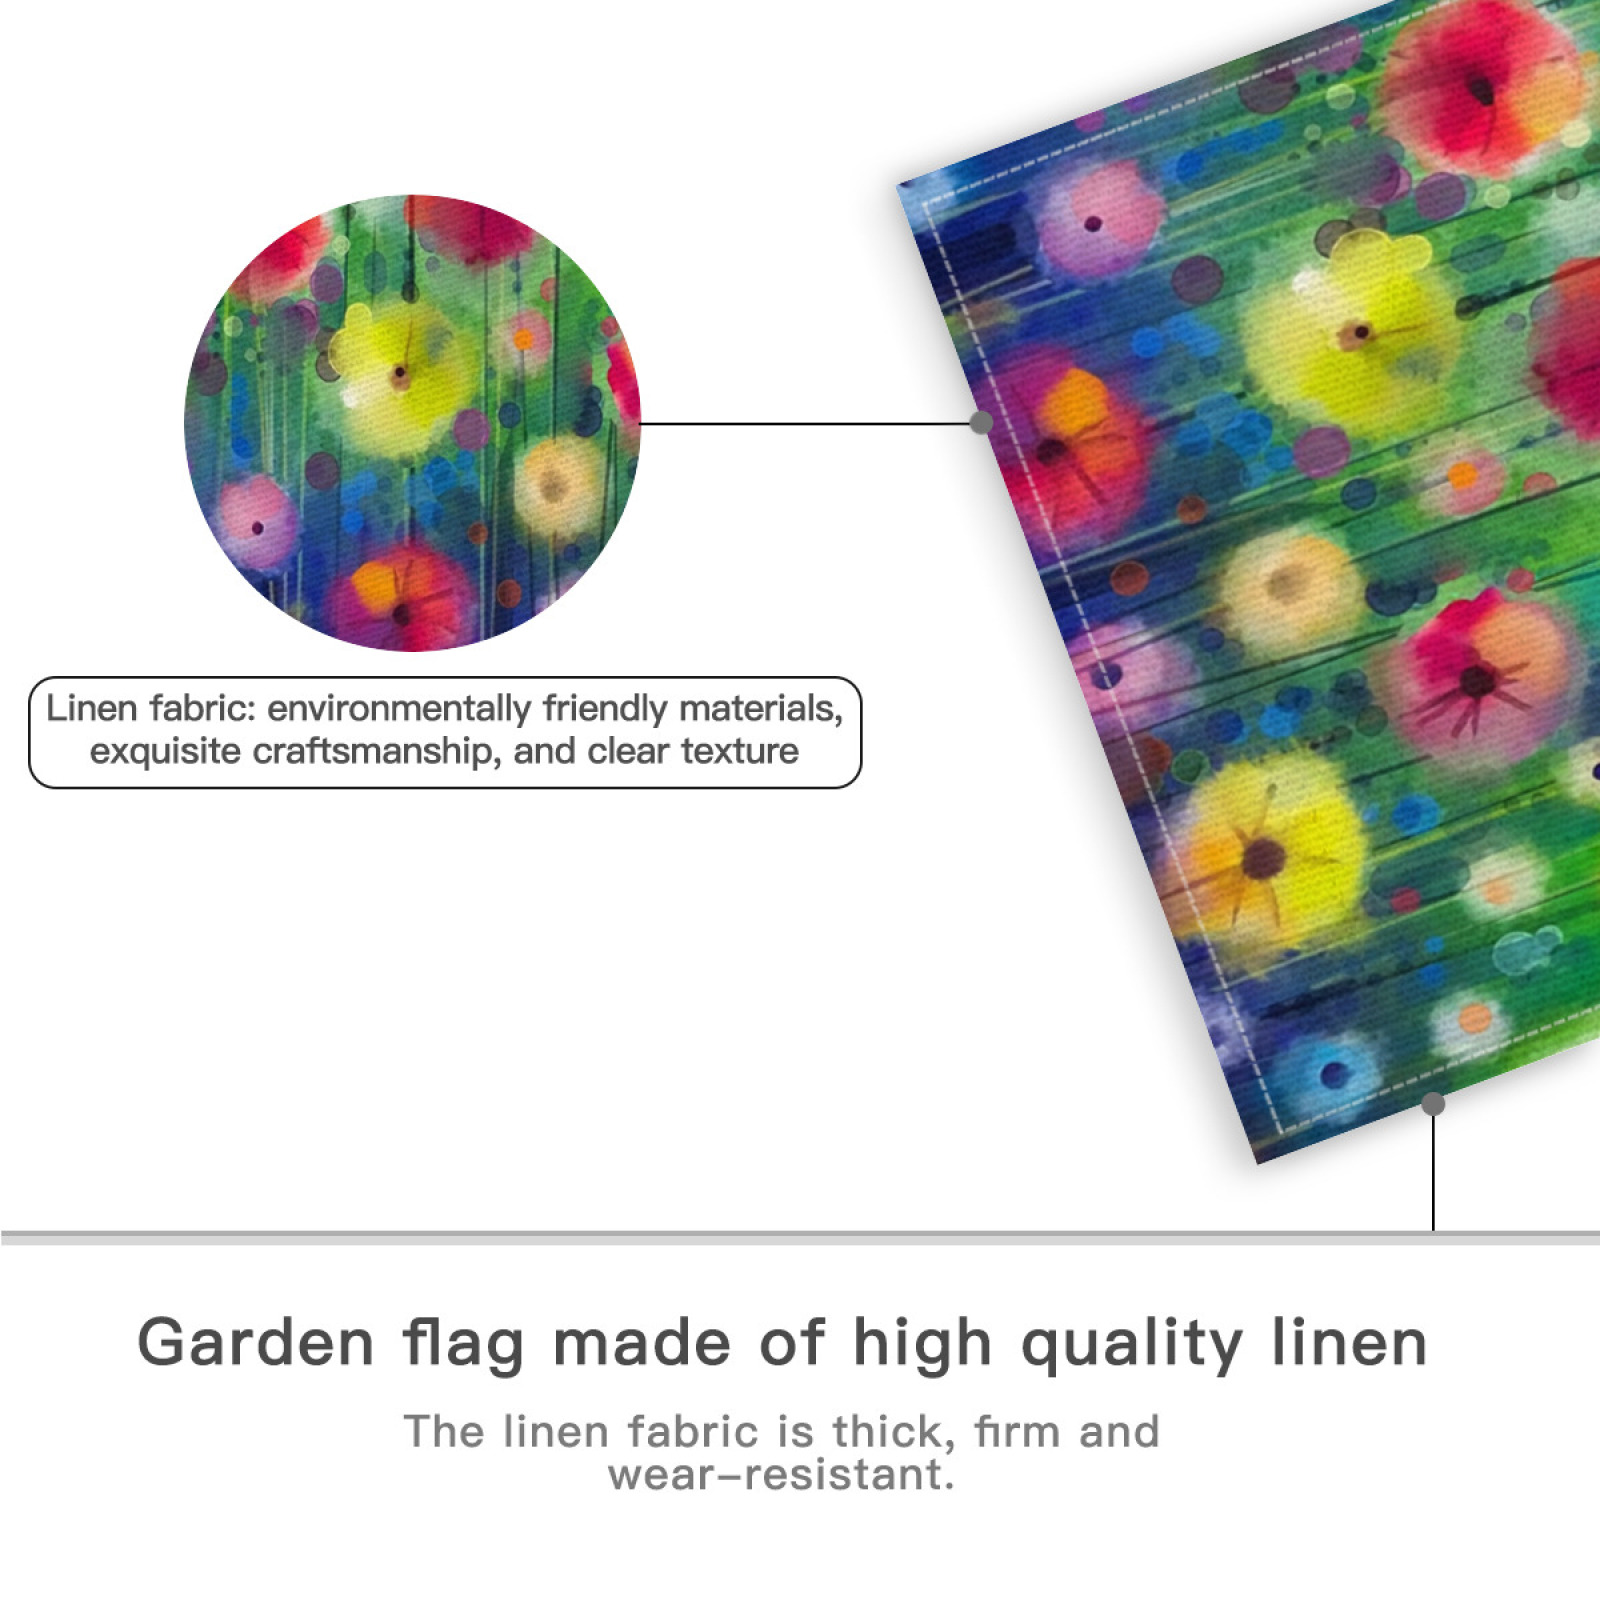 Linen fabric: environmentally friendly materials,
exquisite craftsmanship, and clear texture
Garden flag made of high quality linen
The linen fabric is thick, firm and
wear-resistant.